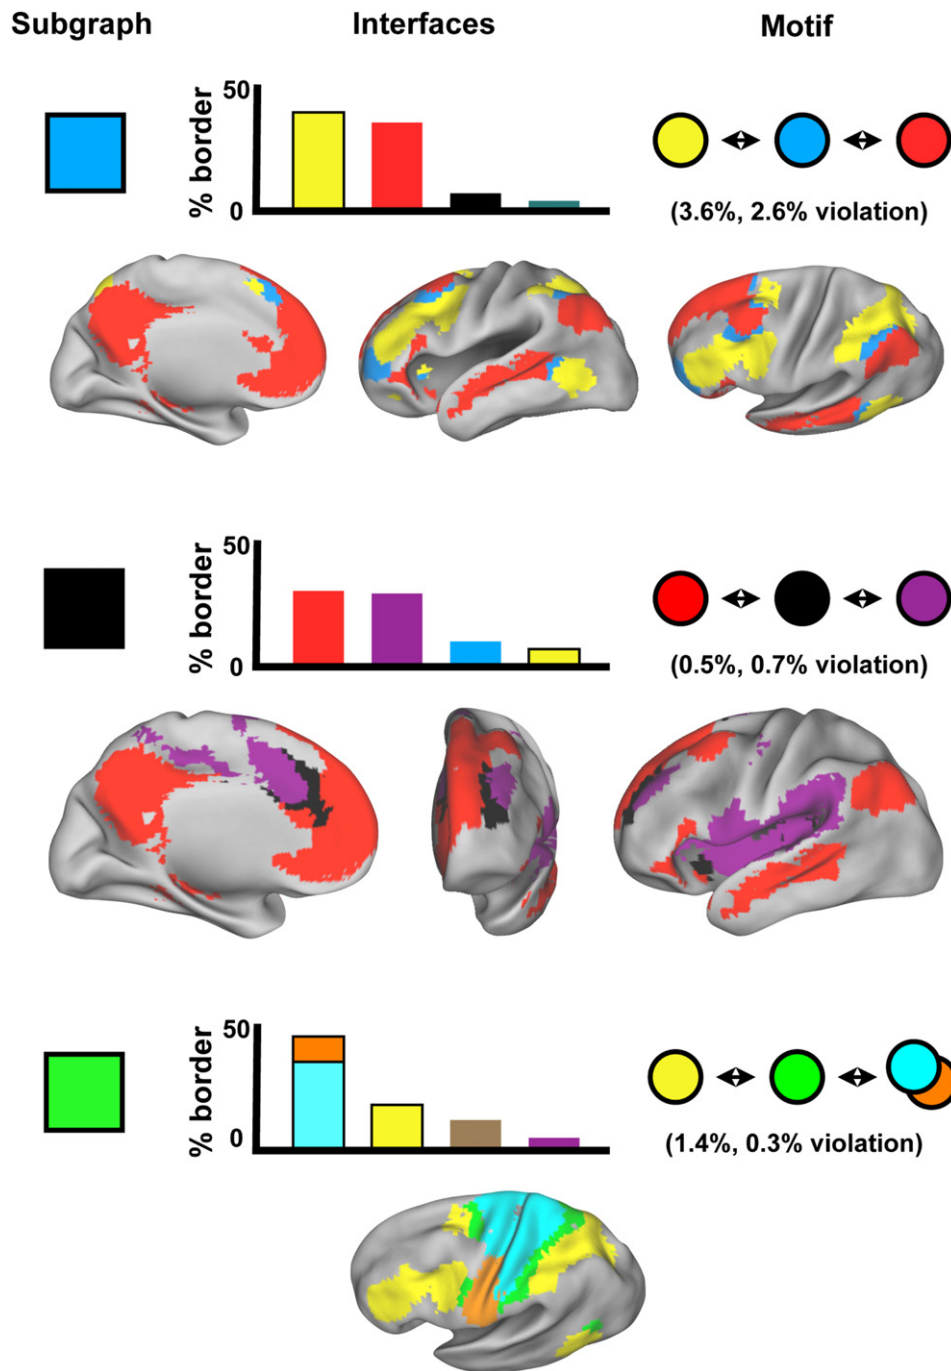 Subgraph Interfaces Motif
50
% border
0
(3.6%, 2.6% violation)
50
% border
0
(0.5%, 0.7% violation)
50
% border
0
(1.4%, 0.3% violation)